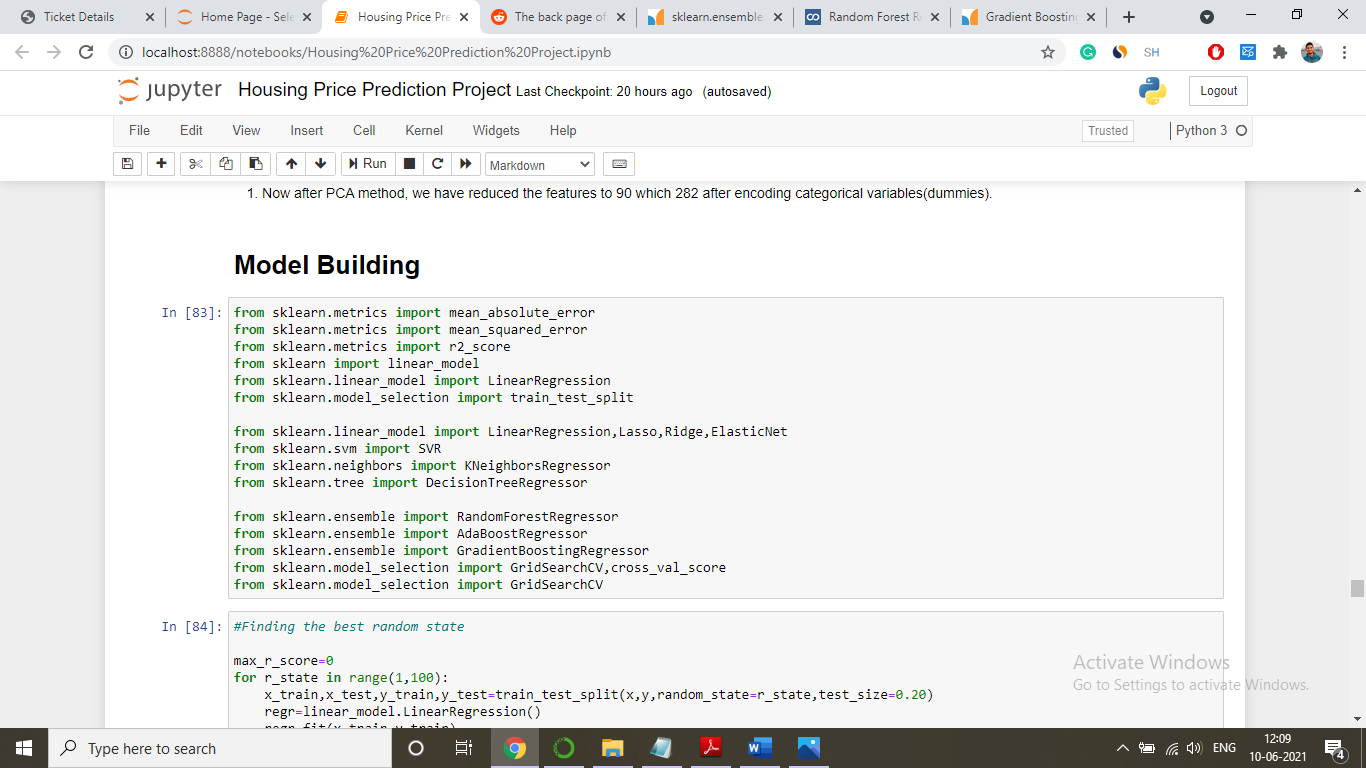 Ticket Details
Home Page - Sele
Housing Price Pre
The back page of
sklearn.ensemble.
Random Forest R
Gradient Boosting
localhost:8888/notebooks/Housing%20Price%20Prediction%20Project.ipynb
SH
jupyter Housing Price Prediction Project Last Checkpoint: 20 hours ago (autosaved)
Logout
File Edit View Insert Cell Kernel Widgets Help
Trusted
Python 3
Run
Markdown
1. Now after PCA method, we have reduced the features to 90 which 282 after encoding categorical variables(dummies).
Model Building
In [83]:
from sklearn.metrics import mean_absolute_error
from sklearn.metrics import mean_squared_error
from sklearn.metrics import r2_score
from sklearn import linear_model
from sklearn.linear_model import LinearRegression
from sklearn.model_selection import train_test_split
from sklearn.linear_model import LinearRegression,Lasso,Ridge,ElasticNet
from sklearn.svm import SVR
from sklearn.neighbors import KNeighborsRegressor
from sklearn.tree import DecisionTreeRegressor
from sklearn.ensemble import RandomForestRegressor
from sklearn.ensemble import AdaBoostRegressor
from sklearn.ensemble import GradientBoostingRegressor
from sklearn.model_selection import GridSearchCV,cross_val_score
from sklearn.model_selection import GridSearchCV
In [84]:
#Finding the best random state
max_r_score=0
for r_state in range(1,100):
x_train,x_test,y_train,y_test=train_test_split(x,y,random_state=r_state,test_size=0.20)
regr=linear_model.LinearRegression()
regr.fit(x_train,y_train)
Activate Windows
Go to Settings to activate Windows.
Type here to search
ENG
12:09
10-06-2021
4